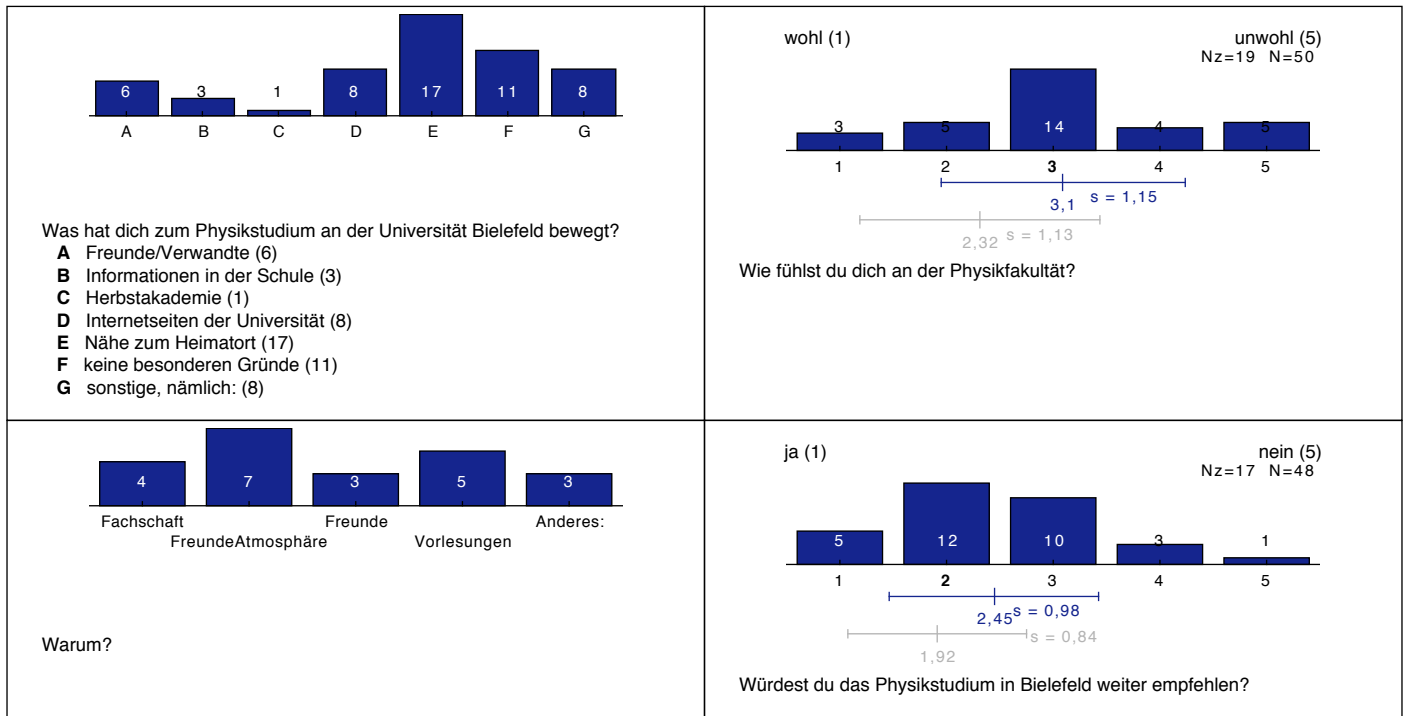 6 3 1 8 17 11 8
A B C D E F G
Was hat dich zum Physikstudium an der Universität Bielefeld bewegt?
A Freunde/Verwandte (6)
B Informationen in der Schule (3)
C Herbstakademie (1)
D Internetseiten der Universität (8)
E Nähe zum Heimatort (17)
F keine besonderen Gründe (11)
G sonstige, nämlich: (8)
wohl (1) unwohl (5)
Nz=19 N=50
3 5 14 4 5
1 2 3 4 5
3,1 s = 1,15
2,32 s = 1,13
Wie fühlst du dich an der Physikfakultät?
4 7 3 5 3
Fachschaft Freunde Anderes:
FreundeAtmosphäre Vorlesungen
Warum?
ja (1) nein (5)
Nz=17 N=48
5 12 10 3 1
1 2 3 4 5
2,45 s = 0,98
1,92 s = 0,84
Würdest du das Physikstudium in Bielefeld weiter empfehlen?